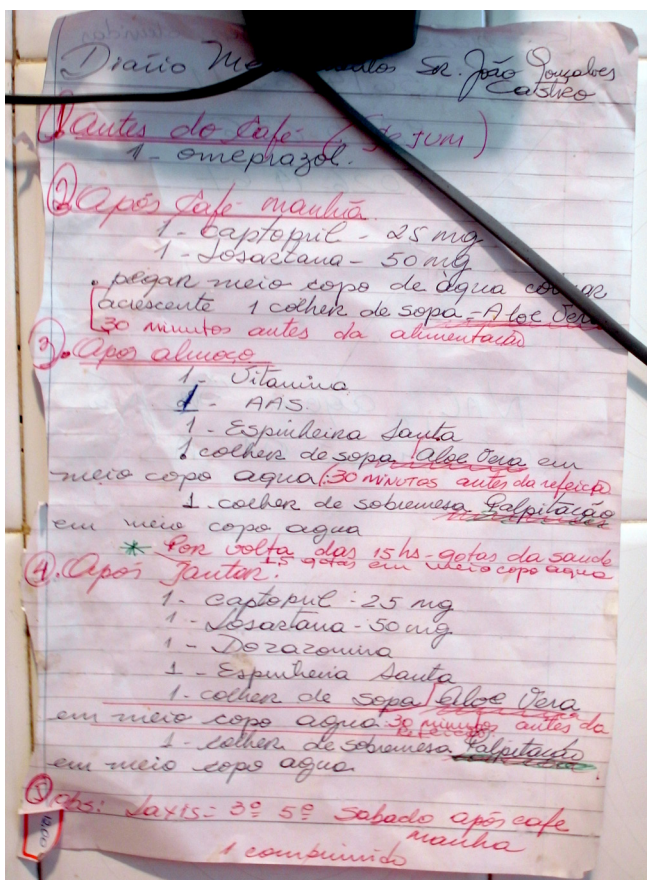 Diário Me tos Sr. João Gonçalves
Castro
1 Antes do Café (Jejum)
1 - omeprazol.
2 Após Café manhã
1 - Captopril - 25 mg
1 - Losartana - 50 mg
. pegar meio copo de água
acrescente 1 colher de sopa = Aloe Vera
30 minutos antes da alimentação
3. Após almoço
1 - Vitamina
1 - AAS.
1 - Espinheira Santa
1 colher de sopa Aloe Vera em
meio copo agua (30 minutos antes da refeição
1 - colher de sobremesa Palpitação
em meio copo agua
* Por volta das 15 hs - gotas da saude
15 gotas em meio copo agua
4. Após Jantar:
1 - Captopril - 25 mg
1 - Losartana - 50 mg
1 - Dozazonina
1 - Espinheira Santa
1 - colher de sopa Aloe Vera
em meio copo agua 30 minutos antes da
refeição
1 - colher de sobremesa Palpitação
em meio copo agua.
5 obs: Laxis = 3º 5º Sabado após cafe
manha
1 comprimido